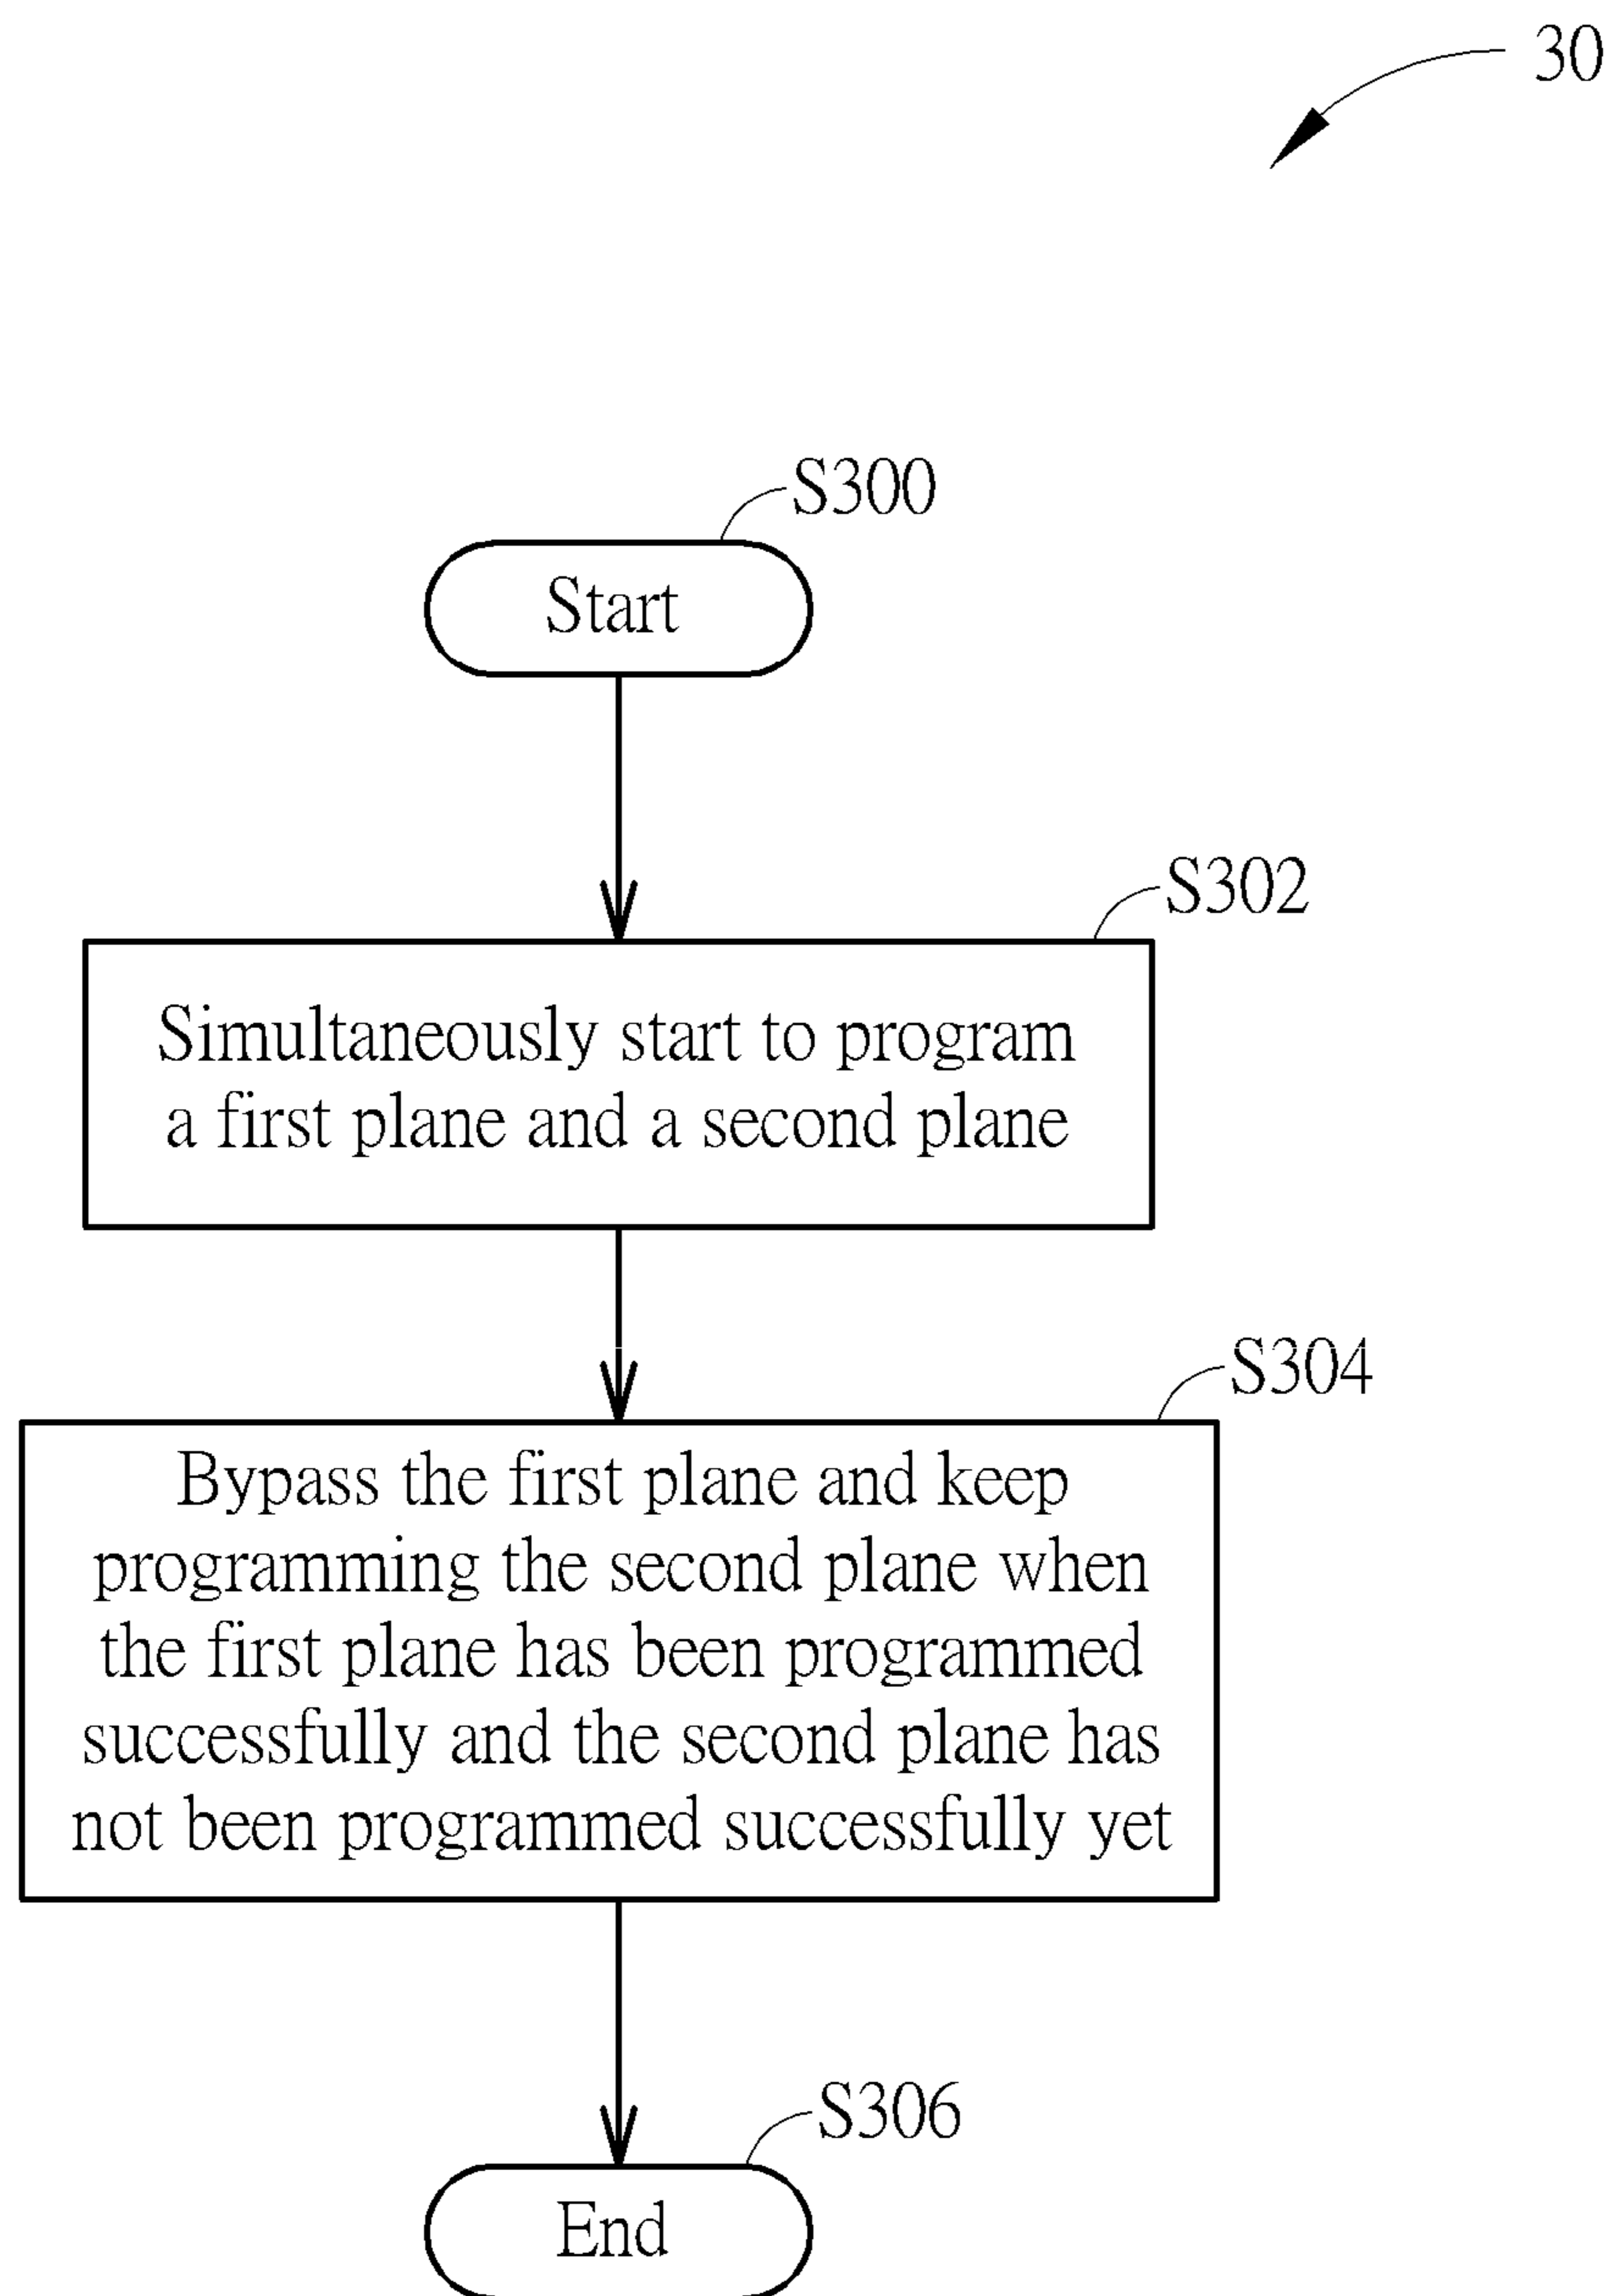 30
S300
Start
S302
Simultaneously start to program
a first plane and a second plane
S304
Bypass the first plane and keep
programming the second plane when
the first plane has been programmed
successfully and the second plane has
not been programmed successfully yet
S306
End